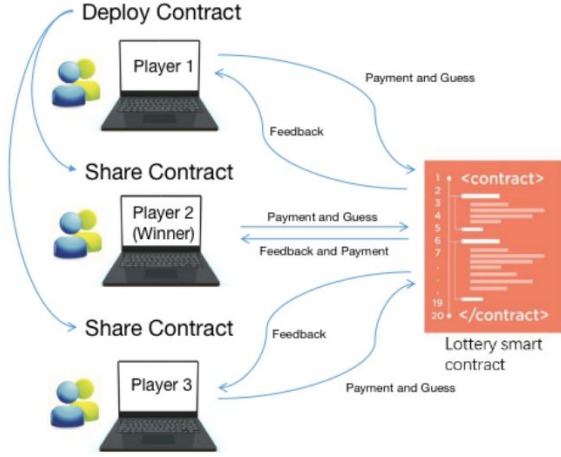 Deploy Contract
Player 1
Payment and Guess
Feedback
Share Contract
Player 2
(Winner)
Payment and Guess
Feedback and Payment
Share Contract
Feedback
Player 3
Payment and Guess
1 <contract>
2
3
4
5
6
7
.
.
.
19
20 </contract>
Lottery smart
contract